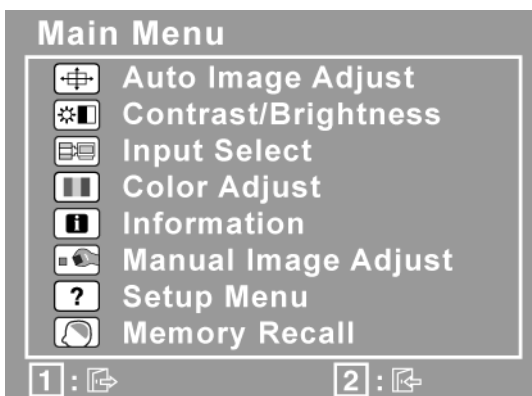 Main Menu
Auto Image Adjust
Contrast/Brightness
Input Select
Color Adjust
Information
Manual Image Adjust
? Setup Menu
Memory Recall
1 : 2 :